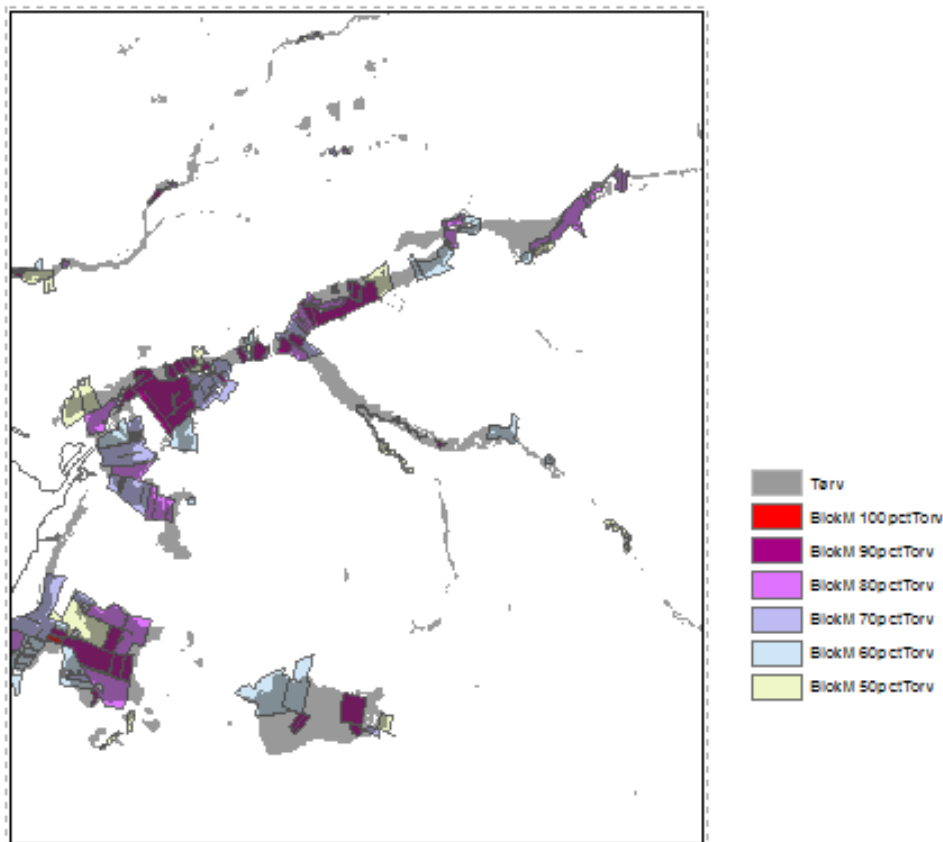 Tørv
BlokM 100pctTorv
BlokM 90pctTorv
BlokM 80pctTorv
BlokM 70pctTorv
BlokM 60pctTorv
BlokM 50pctTorv